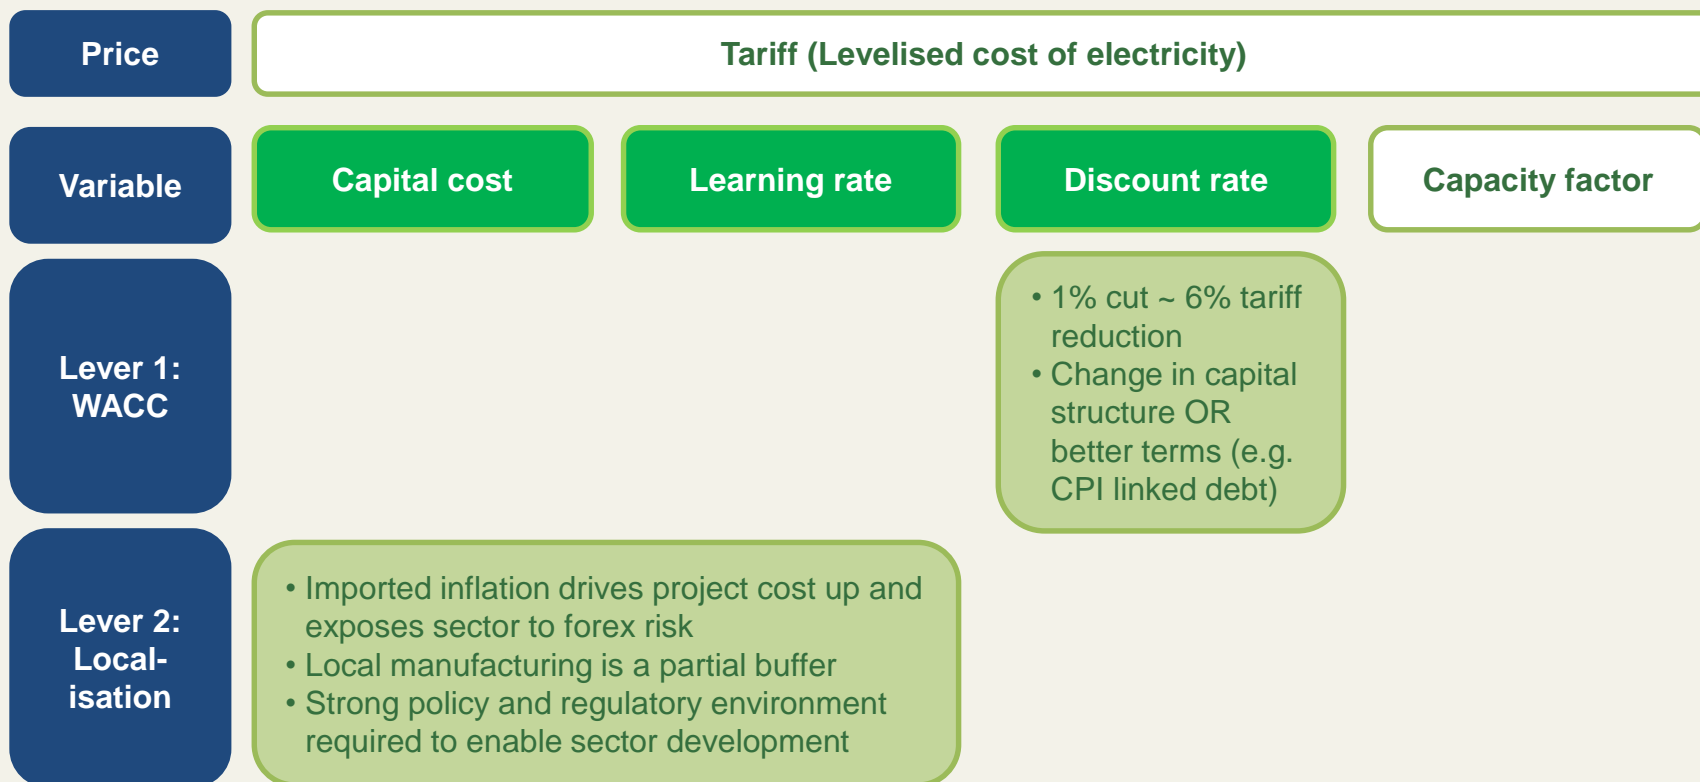 Price
Tariff (Levelised cost of electricity)
Variable
Capital cost
Learning rate
Discount rate
Capacity factor
Lever 1:
WACC
• 1% cut ~ 6% tariff
reduction
• Change in capital
structure OR
better terms (e.g.
CPI linked debt)
Lever 2:
Local-
isation
• Imported inflation drives project cost up and
exposes sector to forex risk
• Local manufacturing is a partial buffer
• Strong policy and regulatory environment
required to enable sector development